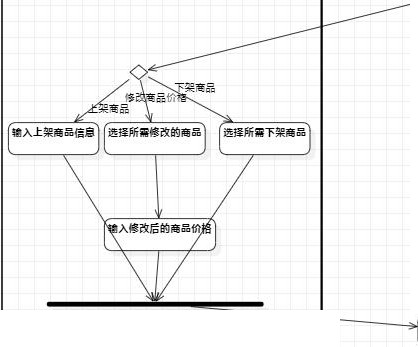 下架商品
修改商品价格
上架商品
输入上架商品信息
选择所需修改的商品
选择所需下架商品
输入修改后的商品价格